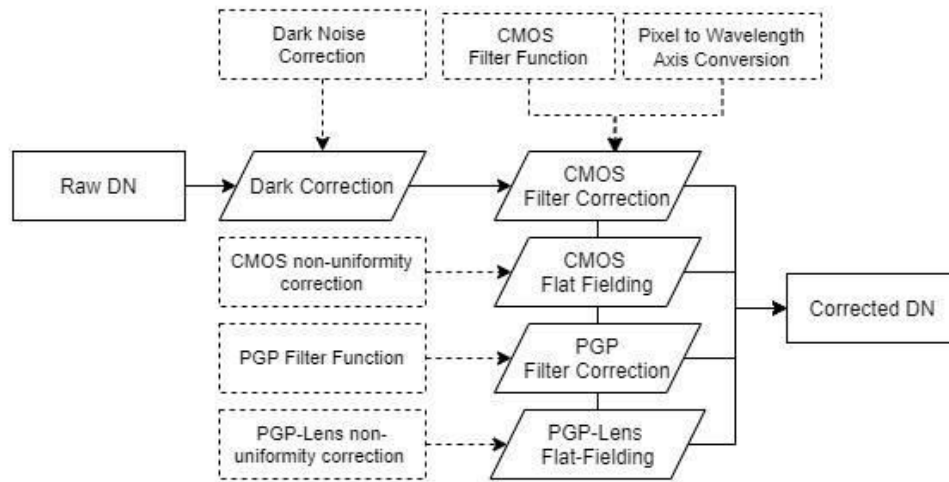 Dark Noise
Correction
CMOS
Filter Function
Pixel to Wavelength
Axis Conversion
Raw DN
Dark Correction
CMOS
Filter Correction
CMOS non-uniformity
correction
CMOS
Flat Fielding
Corrected DN
PGP Filter Function
PGP
Filter Correction
PGP-Lens non-
uniformity correction
PGP-Lens
Flat-Fielding